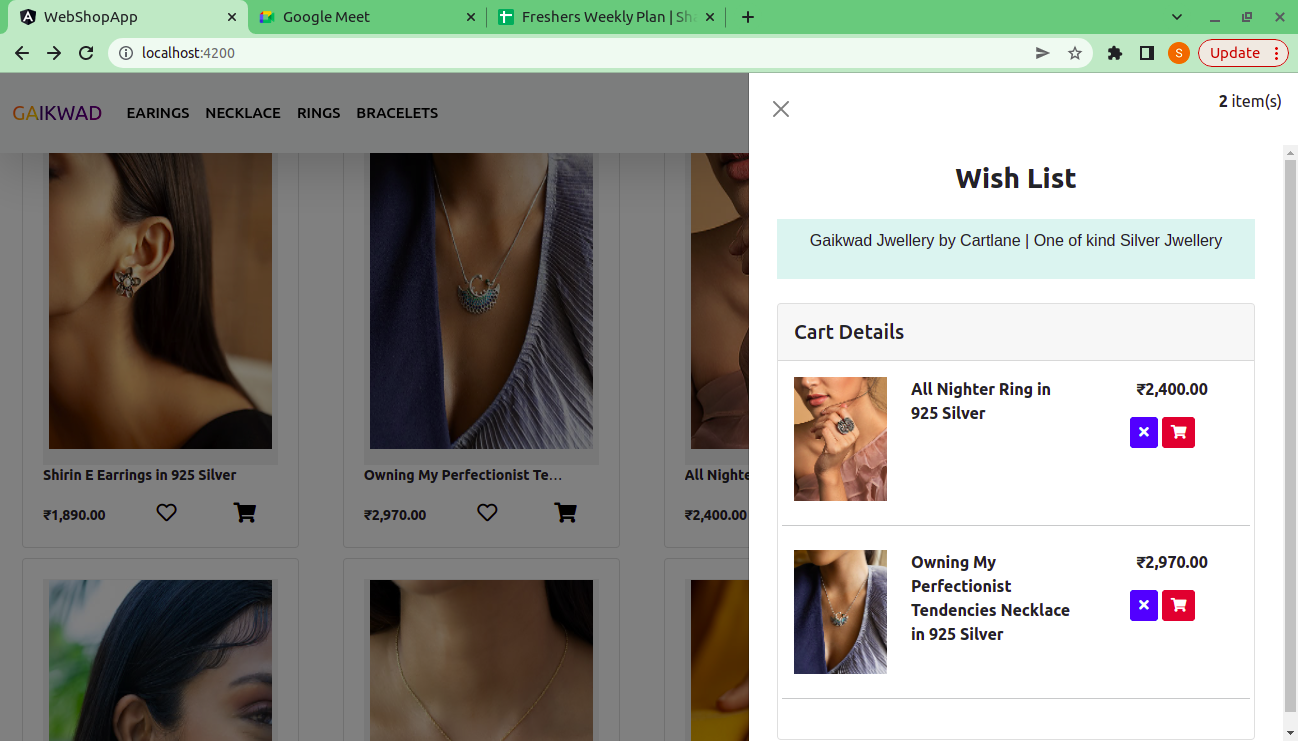 WebShopApp
Google Meet
Freshers Weekly Plan | Sh
localhost:4200
S
Update
GAIKWAD
EARINGS
NECKLACE
RINGS
BRACELETS
Shirin E Earrings in 925 Silver
₹1,890.00
Owning My Perfectionist Te...
₹2,970.00
All Nighte
₹2,400.00
2 item(s)
Wish List
Gaikwad Jwellery by Cartlane | One of kind Silver Jwellery
Cart Details
All Nighter Ring in
925 Silver
₹2,400.00
Owning My
Perfectionist
Tendencies Necklace
in 925 Silver
₹2,970.00